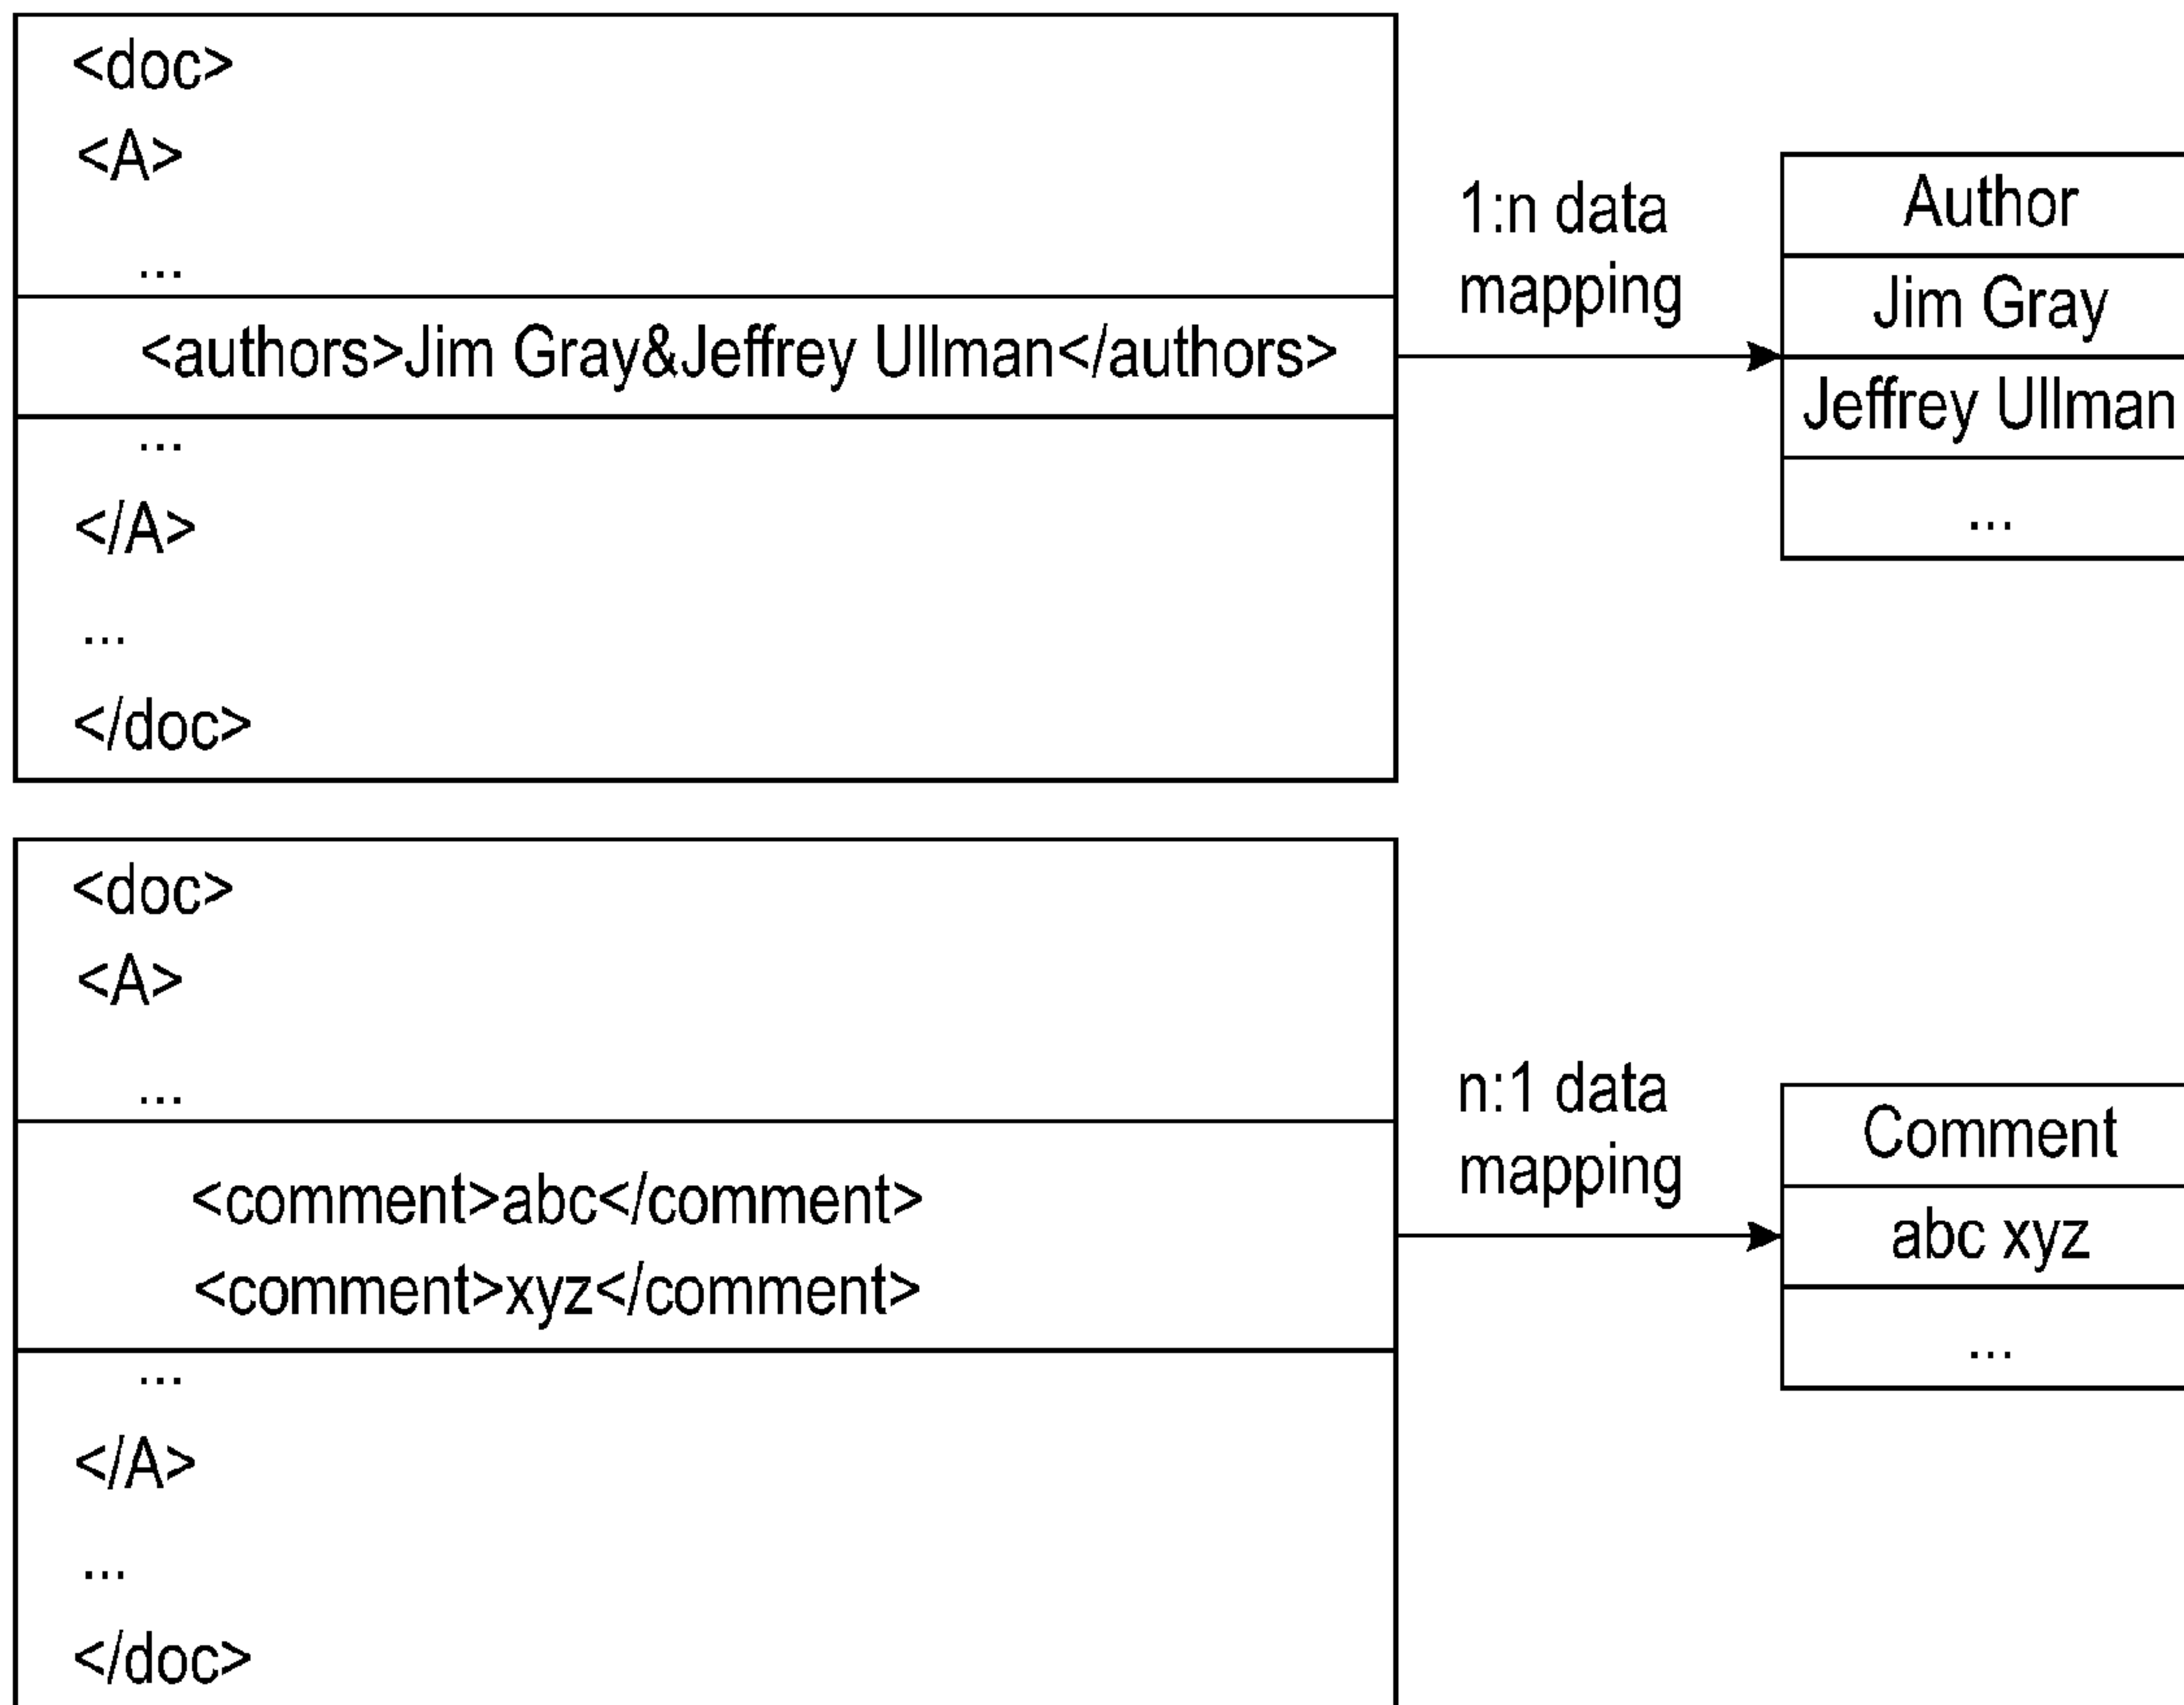 <doc>
<A>
...
<authors>Jim Gray&Jeffrey Ullman</authors>
...
</A>
...
</doc>
1:n data
mapping
Author
Jim Gray
Jeffrey Ullman
...
<doc>
<A>
...
<comment>abc</comment>
<comment>xyz</comment>
...
</A>
...
</doc>
n:1 data
mapping
Comment
abc xyz
...